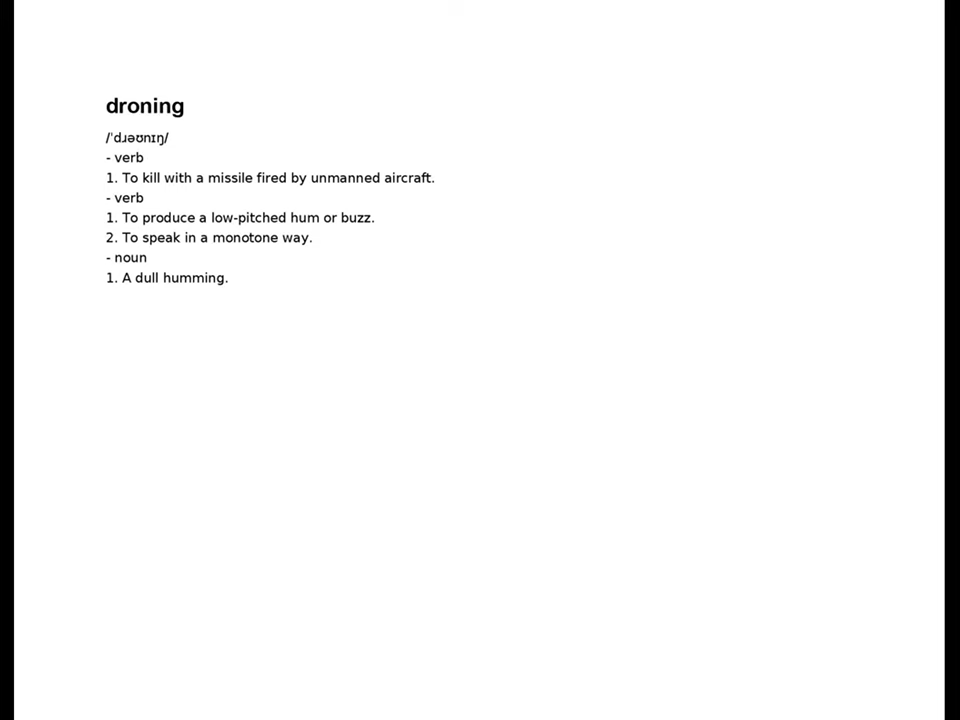 droning
/ˈdɹəʊnɪŋ/
- verb
1. To kill with a missile fired by unmanned aircraft.
- verb
1. To produce a low-pitched hum or buzz.
2. To speak in a monotone way.
- noun
1. A dull humming.